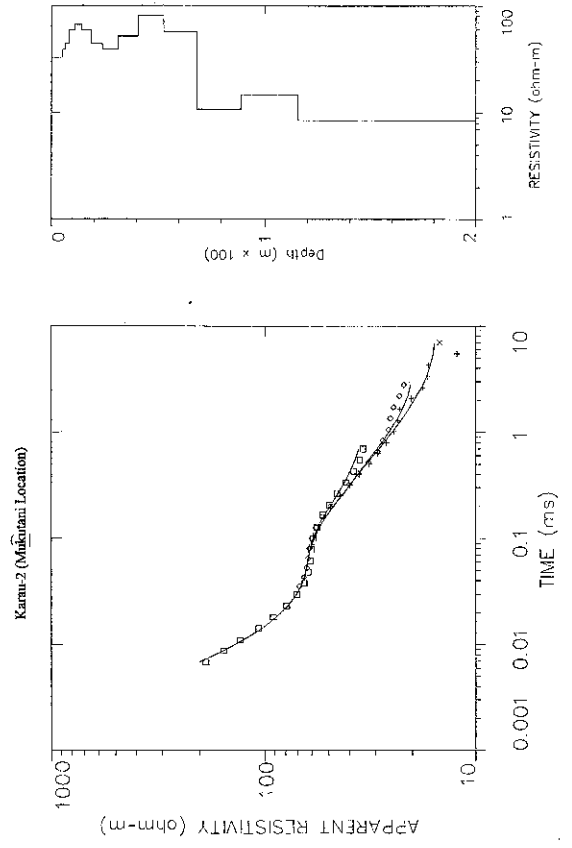 Karau-2 (Mukutani Location)
APPARENT RESISTIVITY (ohm-m)
1000
100
10
0.001
0.01
0.1
1
10
TIME (ms)
Depth (m x 100)
0
1
2
1
10
100
RESISTIVITY (ohm-m)